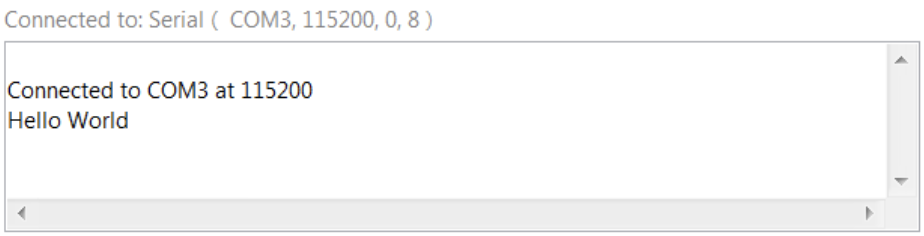 Connected to: Serial (  COM3, 115200, 0, 8 )
Connected to COM3 at 115200
Hello World